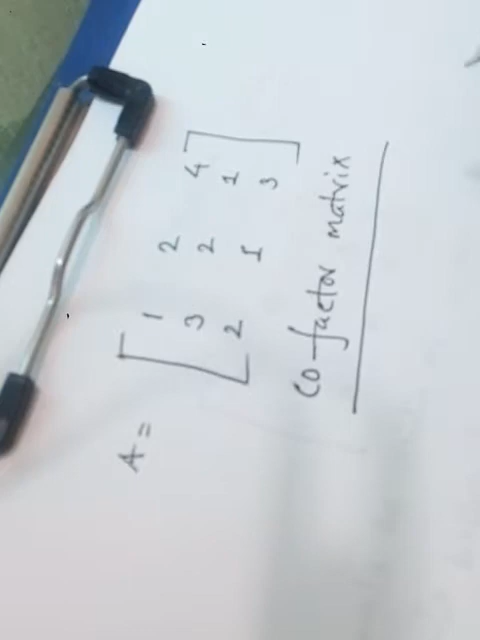 A = [ 1 2 4
3 2 1
2 1 3 ]
Co-factor matrix